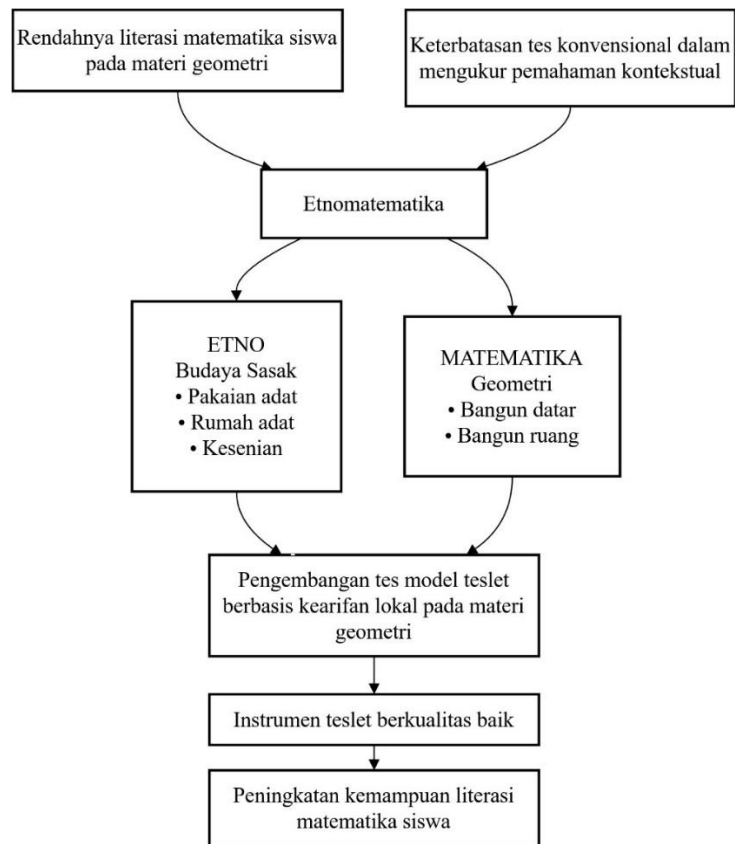 Rendahnya literasi matematika siswa
pada materi geometri
Keterbatasan tes konvensional dalam
mengukur pemahaman kontekstual
Etnomatematika
ETNO
Budaya Sasak
• Pakaian adat
• Rumah adat
• Kesenian
MATEMATIKA
Geometri
• Bangun datar
• Bangun ruang
Pengembangan tes model teslet
berbasis kearifan lokal pada materi
geometri
Instrumen teslet berkualitas baik
Peningkatan kemampuan literasi
matematika siswa